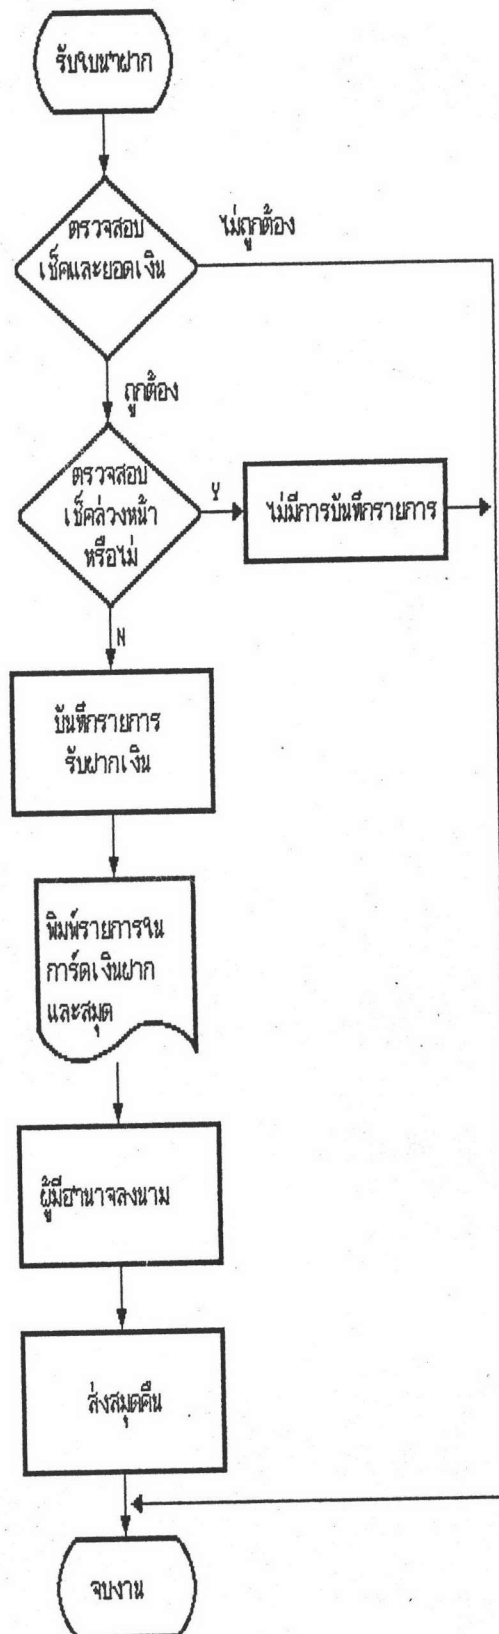 รับใบนำฝาก
ตรวจสอบ
เช็คและยอดเงิน
ไม่ถูกต้อง
ถูกต้อง
ตรวจสอบ
เช็คล่วงหน้า
หรือไม่
Y
ไม่มีการบันทึกรายการ
N
บันทึกรายการ
รับฝากเงิน
พิมพ์รายการใน
การ์ดเงินฝาก
และสมุด
ผู้มีอำนาจลงนาม
ส่งสมุดคืน
จบงาน